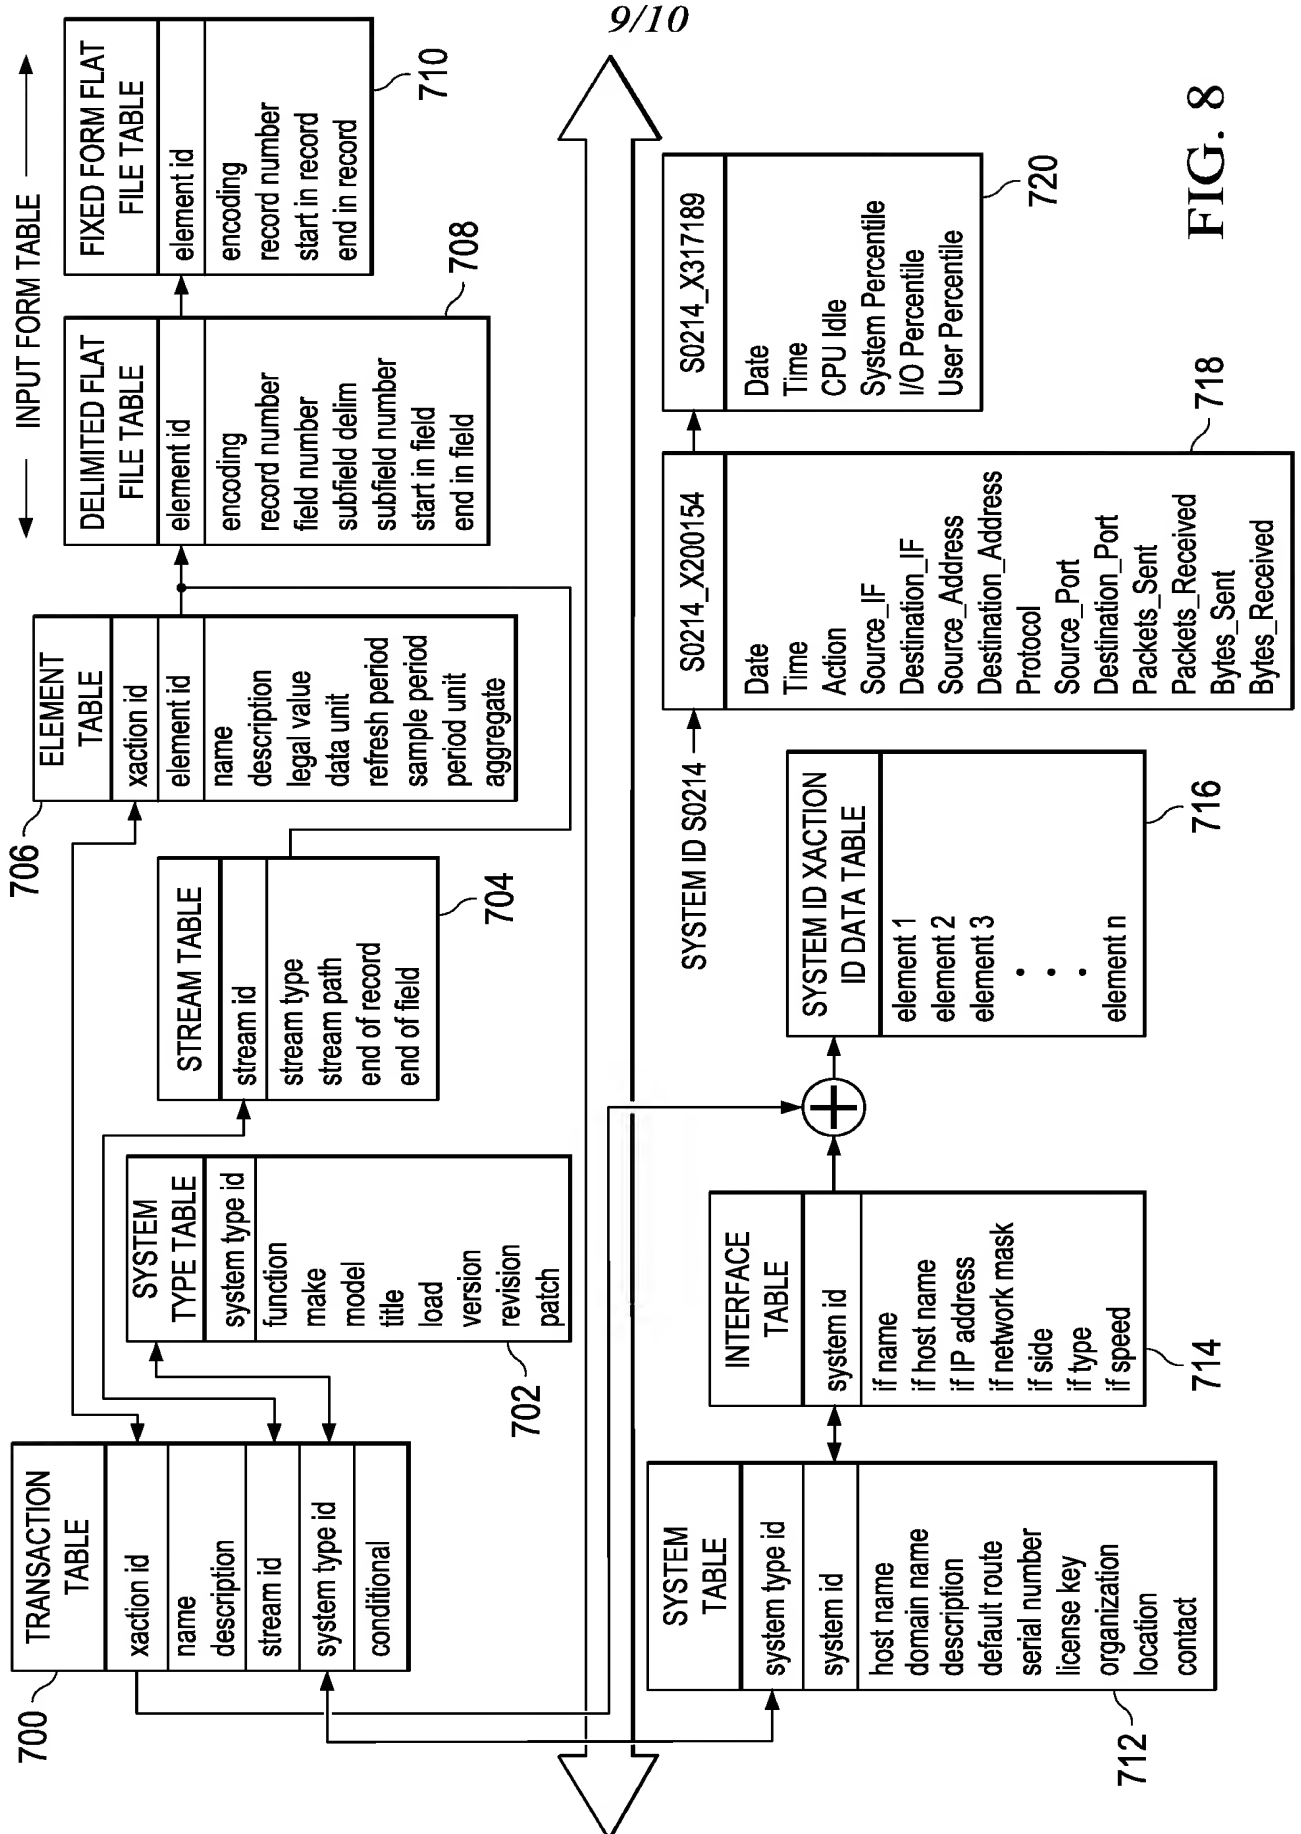 9/10
INPUT FORM TABLE
TRANSACTION
TABLE
xaction id
name
description
stream id
system type id
conditional
700
SYSTEM
TYPE TABLE
system type id
function
make
model
title
load
version
revision
patch
702
STREAM TABLE
stream id
stream type
stream path
end of record
end of field
704
706
ELEMENT
TABLE
xaction id
element id
name
description
legal value
data unit
refresh period
sample period
period unit
aggregate
DELIMITED FLAT
FILE TABLE
element id
encoding
record number
field number
subfield delim
subfield number
start in field
end in field
708
FIXED FORM FLAT
FILE TABLE
element id
encoding
record number
start in record
end in record
710
SYSTEM
TABLE
system type id
system id
host name
domain name
description
default route
serial number
license key
organization
location
contact
712
INTERFACE
TABLE
system id
if name
if host name
if IP address
if network mask
if side
if type
if speed
714
SYSTEM ID XACTION
ID DATA TABLE
element 1
element 2
element 3
. . .
element n
716
SYSTEM ID S0214
S0214_X200154
Date
Time
Action
Source_IF
Destination_IF
Source_Address
Destination_Address
Protocol
Source_Port
Destination_Port
Packets_Sent
Packets_Received
Bytes_Sent
Bytes_Received
718
S0214_X317189
Date
Time
CPU Idle
System Percentile
I/O Percentile
User Percentile
720
FIG. 8